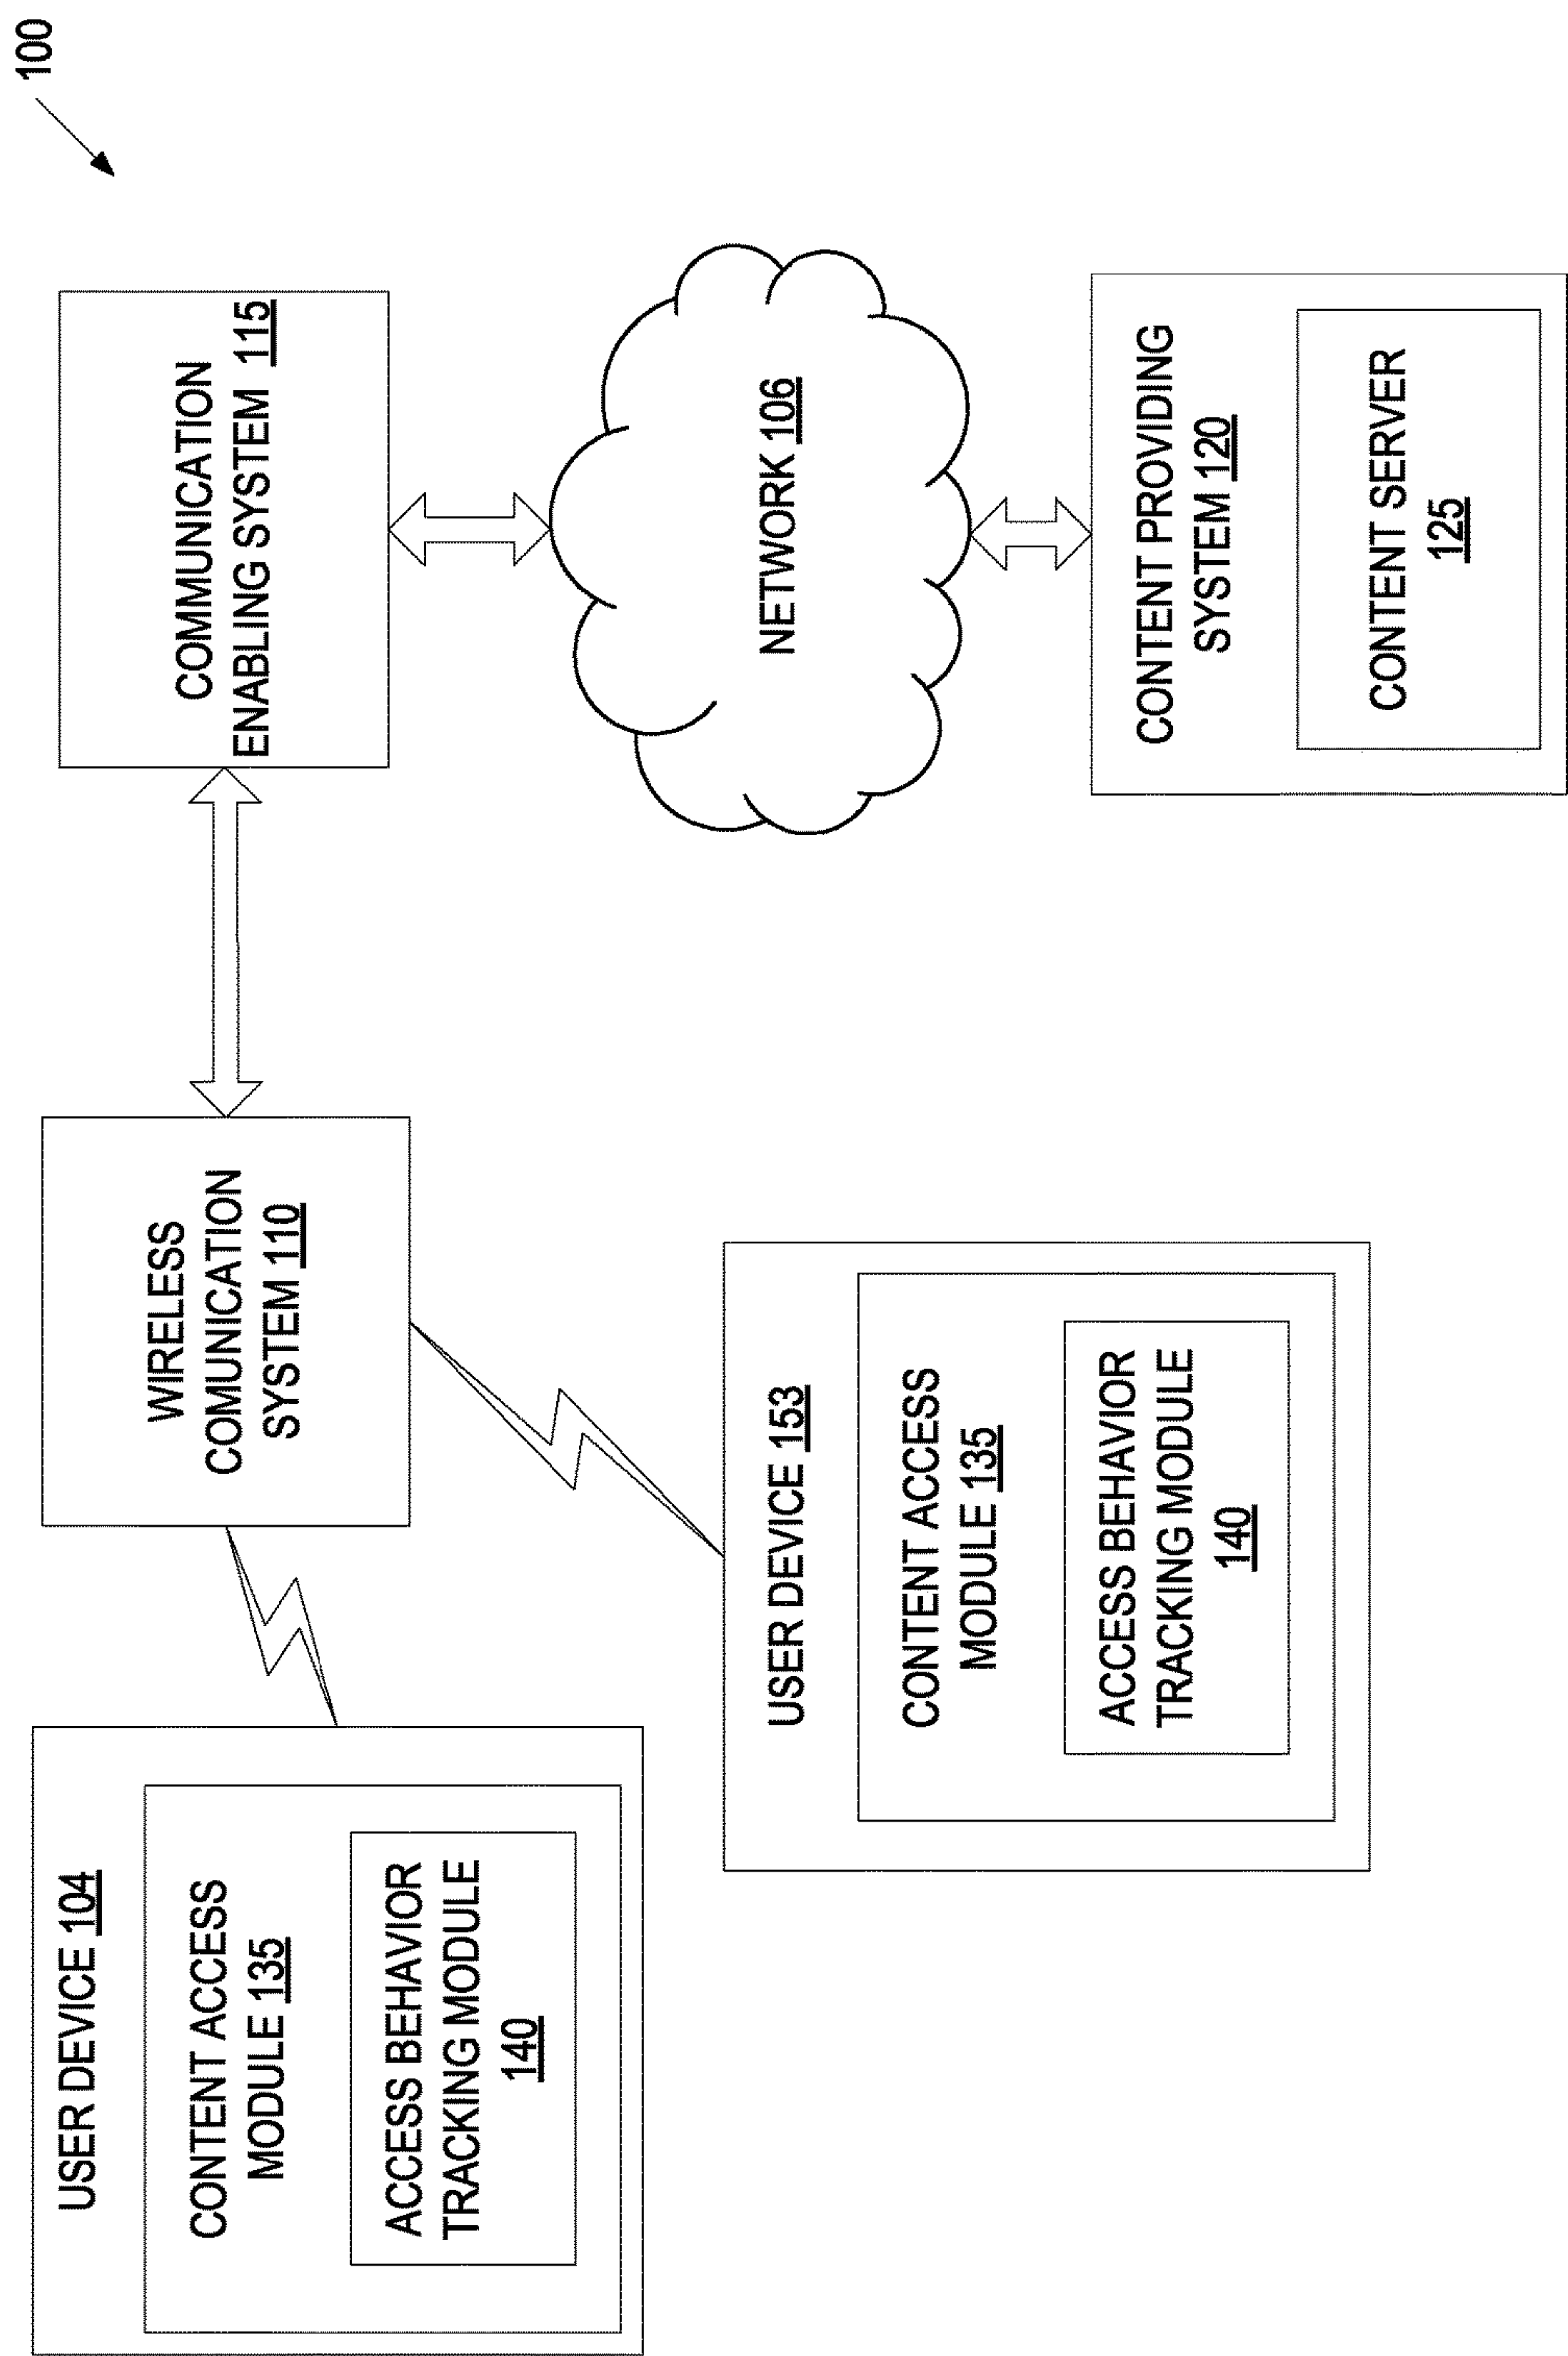 100
USER DEVICE 104
CONTENT ACCESS
MODULE 135
ACCESS BEHAVIOR
TRACKING MODULE
140
WIRELESS
COMUNICATION
SYSTEM 110
COMMUNICATION
ENABLING SYSTEM 115
USER DEVICE 153
CONTENT ACCESS
MODULE 135
ACCESS BEHAVIOR
TRACKING MODULE
140
NETWORK 106
CONTENT PROVIDING
SYSTEM 120
CONTENT SERVER
125